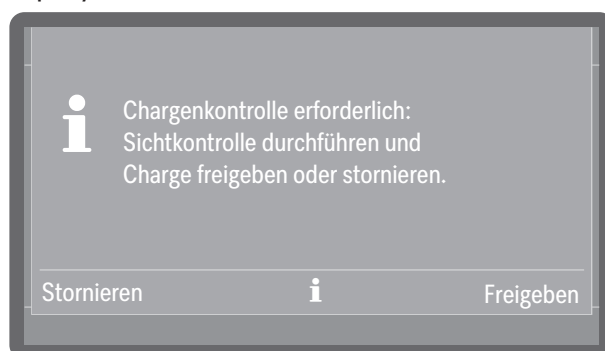 Chargenkontrolle erforderlich:
Sichtkontrolle durchführen und
Charge freigeben oder stornieren.
Stornieren i Freigeben